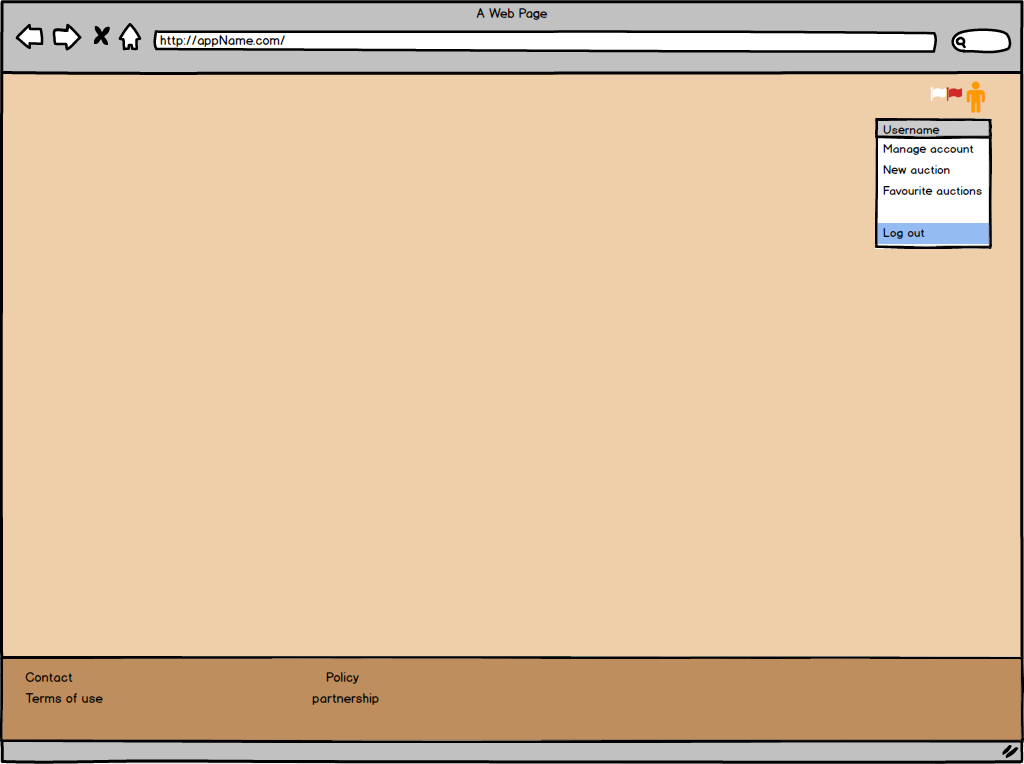 A Web Page
http://appName.com/
Username
Manage account
New auction
Favourite auctions
Log out
Contact
Policy
Terms of use
partnership